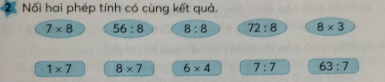 2 Nối hai phép tính có cùng kết quả.
7 × 8 56 : 8 8 : 8 72 : 8 8 × 3
1 × 7 8 × 7 6 × 4 7 : 7 63 : 7